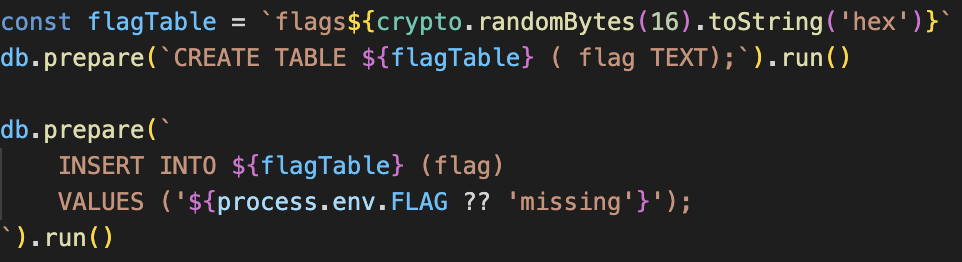 const flagTable = `flags${crypto.randomBytes(16).toString('hex')}`
db.prepare(`CREATE TABLE ${flagTable} ( flag TEXT);`).run()
db.prepare(`
INSERT INTO ${flagTable} (flag)
VALUES ('${process.env.FLAG ?? 'missing'}');
`).run()